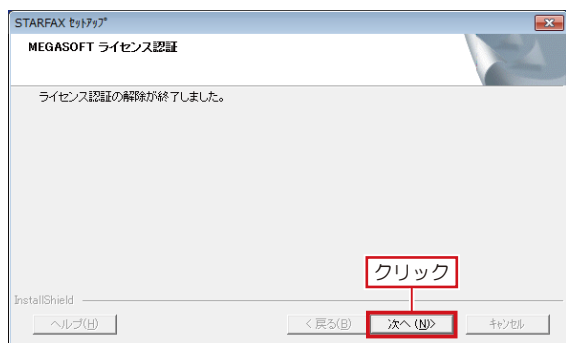 STARFAX ｾｯﾄｱｯﾌﾟ
MEGASOFT ライセンス認証
ライセンス認証の解除が終了しました。
クリック
InstallShield
ヘルプ(H)
< 戻る(B)
次へ (N)>
ｷｬﾝｾﾙ